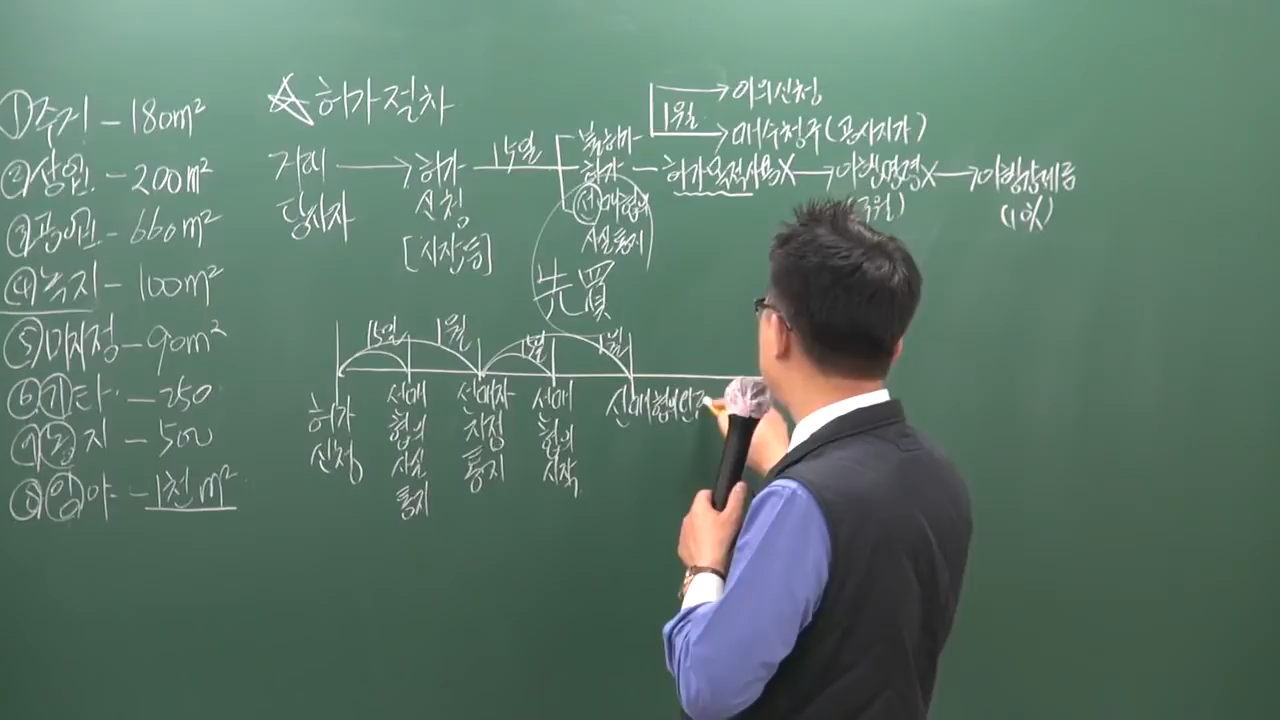 ①주거 - 180m²
②상업 - 200m²
③공업 - 660m²
④녹지 - 100m²
⑤미지정 - 90m²
⑥기타 - 250
⑦농지 - 500
⑧임야 - 1천m²
☆허가절차
거래
당사자
허가
신청
[시장등]
15일
불허가
허가
선매협의
사실통지
先買
1월
이의신청
매수청구(공사지가)
허가목적사용X
이행명령X
(3월)
이행강제금
(10%)
15일
1월
15일
1월
허가
신청
선매
협의
사실
통지
선매자
지정
통지
선매
협의
시작
선매협의완료